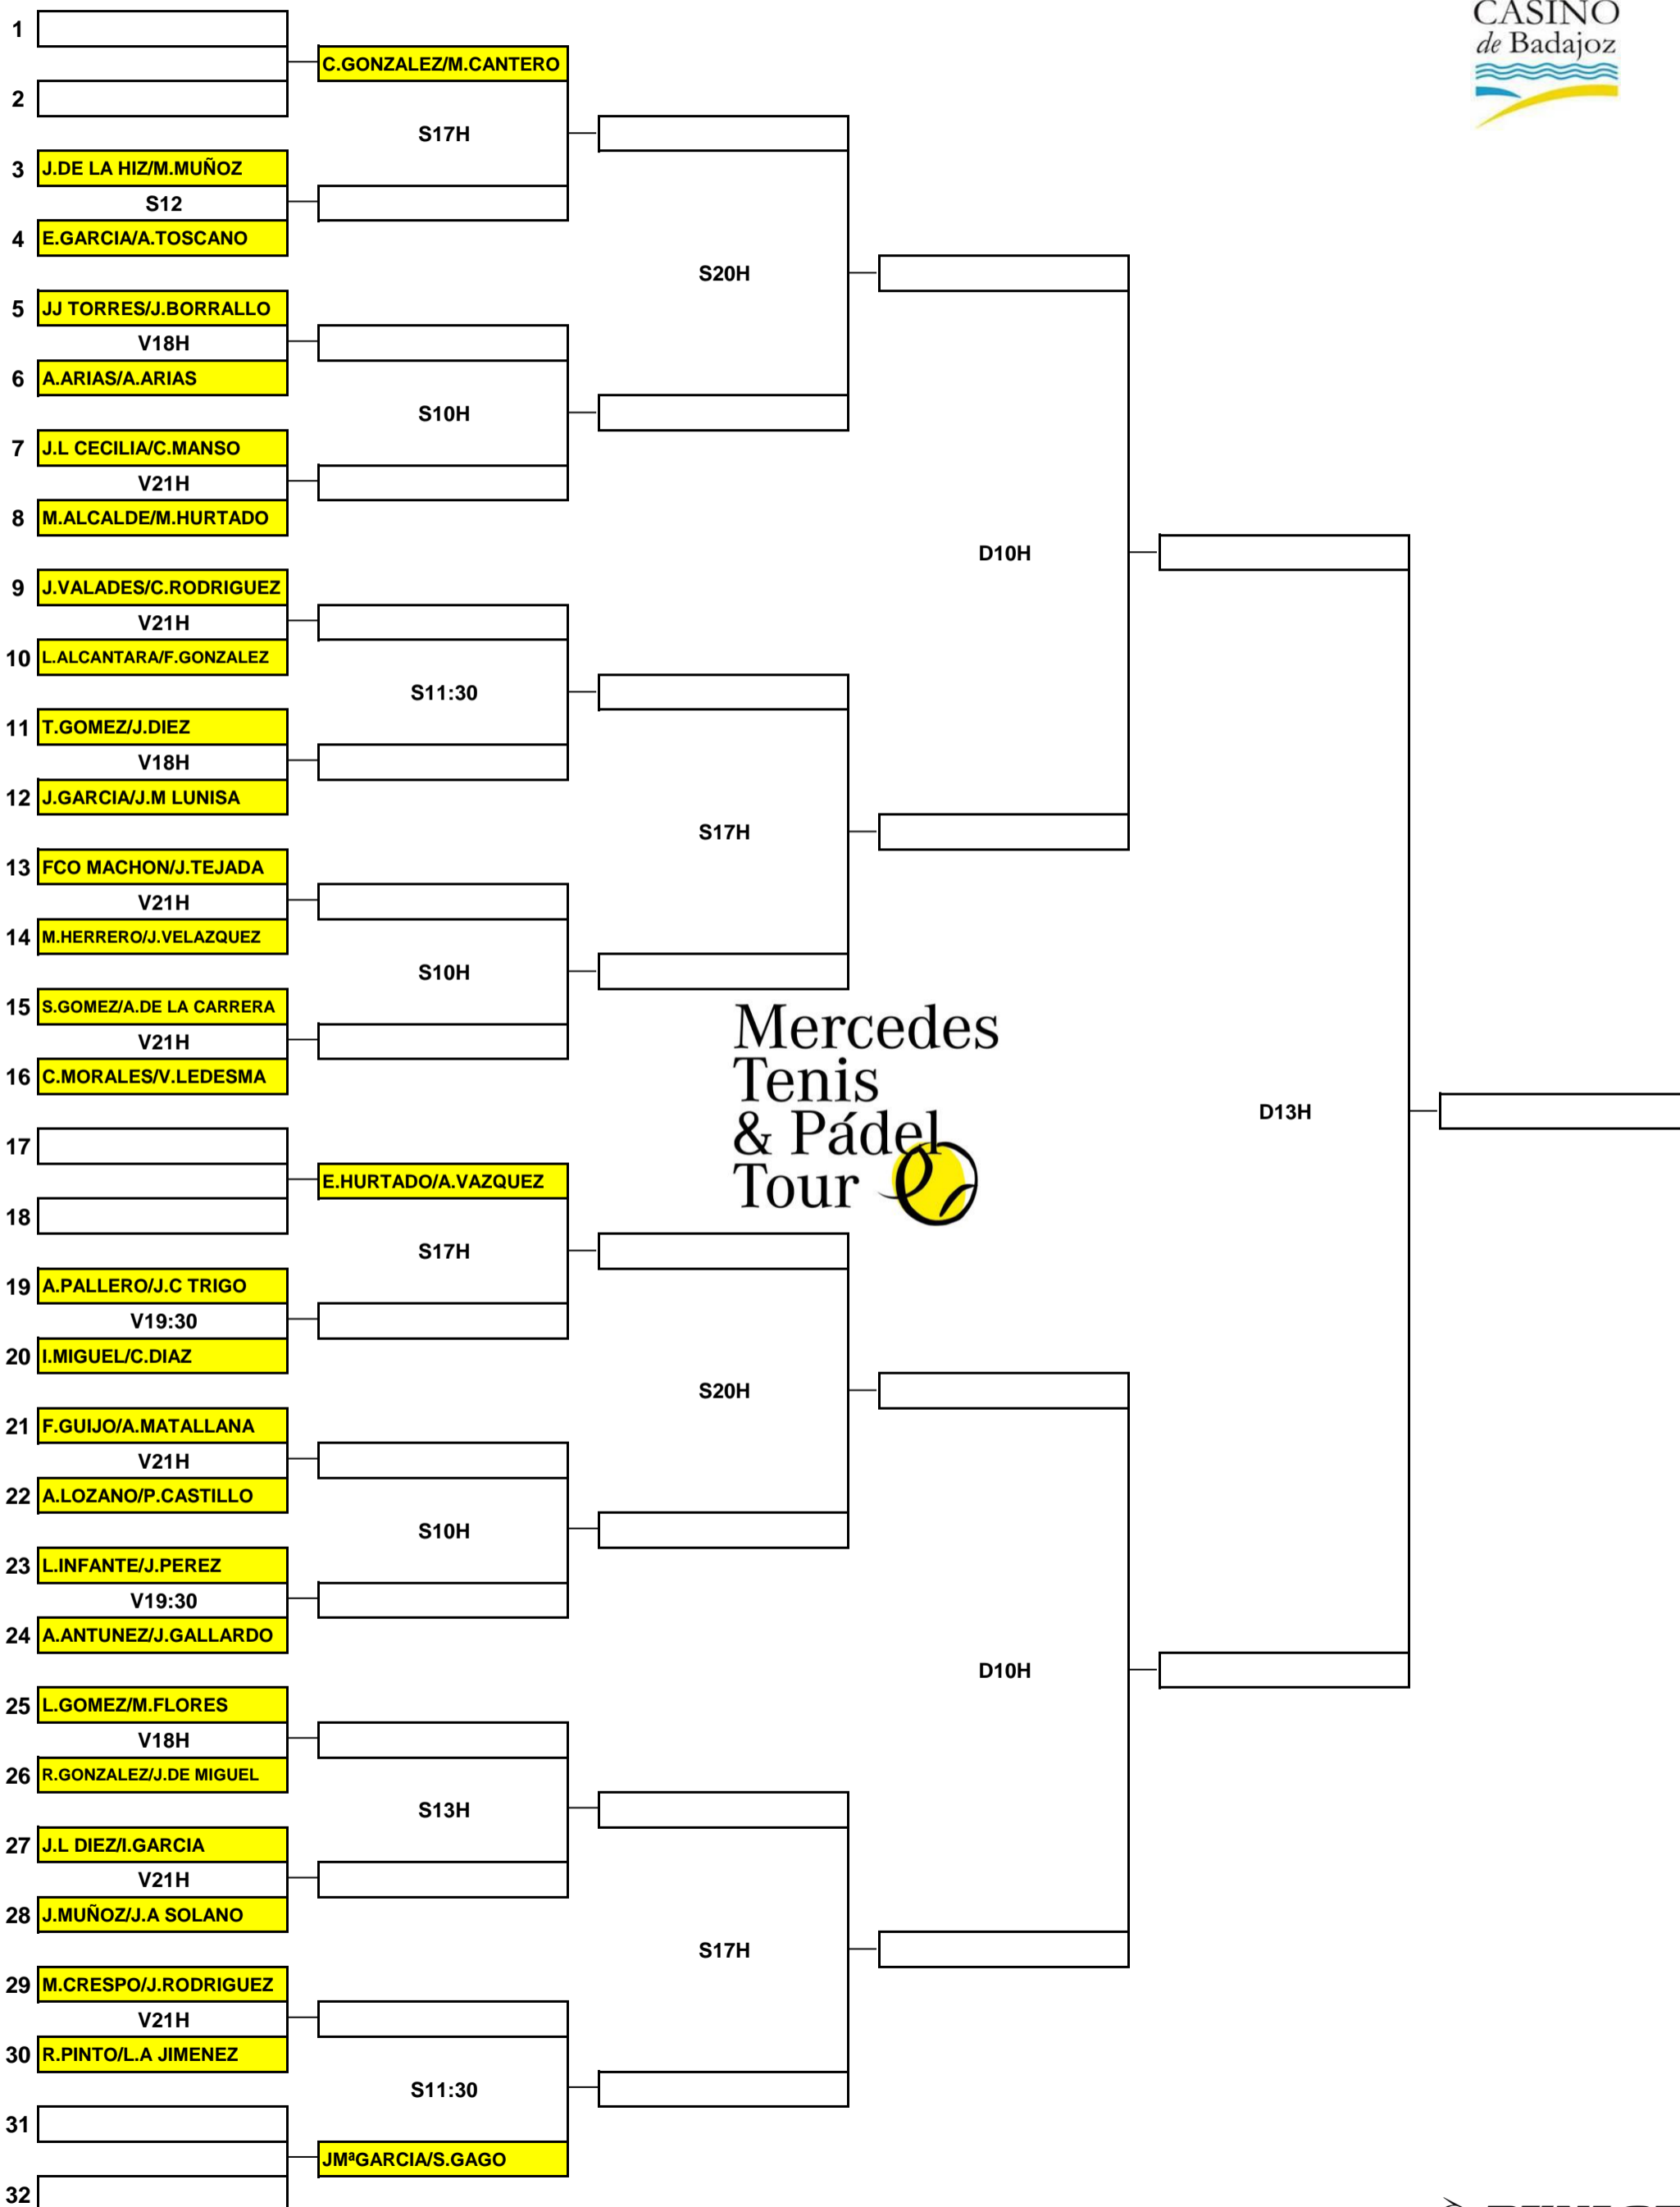 CASINO
de Badajoz
1
C.GONZALEZ/M.CANTERO
2
S17H
3 J.DE LA HIZ/M.MUÑOZ
S12
4 E.GARCIA/A.TOSCANO
S20H
5 JJ TORRES/J.BORRALLO
V18H
6 A.ARIAS/A.ARIAS
S10H
7 J.L CECILIA/C.MANSO
V21H
8 M.ALCALDE/M.HURTADO
D10H
9 J.VALADES/C.RODRIGUEZ
V21H
10 L.ALCANTARA/F.GONZALEZ
S11:30
11 T.GOMEZ/J.DIEZ
V18H
12 J.GARCIA/J.M LUNISA
S17H
13 FCO MACHON/J.TEJADA
V21H
14 M.HERRERO/J.VELAZQUEZ
S10H
15 S.GOMEZ/A.DE LA CARRERA
V21H
16 C.MORALES/V.LEDESMA
Mercedes
Tenis
& Pádel
Tour
D13H
17
E.HURTADO/A.VAZQUEZ
18
S17H
19 A.PALLERO/J.C TRIGO
V19:30
20 I.MIGUEL/C.DIAZ
S20H
21 F.GUIJO/A.MATALLANA
V21H
22 A.LOZANO/P.CASTILLO
S10H
23 L.INFANTE/J.PEREZ
V19:30
24 A.ANTUNEZ/J.GALLARDO
D10H
25 L.GOMEZ/M.FLORES
V18H
26 R.GONZALEZ/J.DE MIGUEL
S13H
27 J.L DIEZ/I.GARCIA
V21H
28 J.MUÑOZ/J.A SOLANO
S17H
29 M.CRESPO/J.RODRIGUEZ
V21H
30 R.PINTO/L.A JIMENEZ
S11:30
31
JMªGARCIA/S.GAGO
32